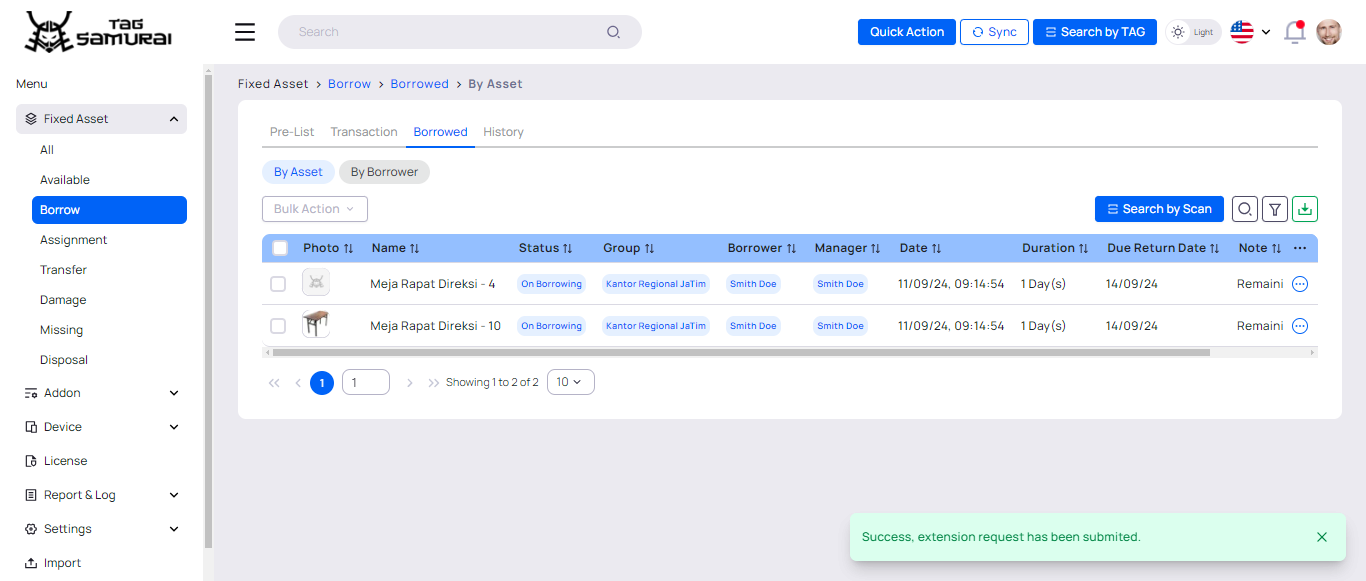 TAG SAMURAI
Search
Quick Action
Sync
Search by TAG
Light
Menu
Fixed Asset
All
Available
Borrow
Assignment
Transfer
Damage
Missing
Disposal
Addon
Device
License
Report & Log
Settings
Import
Fixed Asset > Borrow > Borrowed > By Asset
Pre-List Transaction Borrowed History
By Asset By Borrower
Bulk Action
Search by Scan
Photo Name Status Group Borrower Manager Date Duration Due Return Date Note
Meja Rapat Direksi - 4 On Borrowing Kantor Regional JaTim Smith Doe Smith Doe 11/09/24, 09:14:54 1 Day(s) 14/09/24 Remaini
Meja Rapat Direksi - 10 On Borrowing Kantor Regional JaTim Smith Doe Smith Doe 11/09/24, 09:14:54 1 Day(s) 14/09/24 Remaini
1 1 Showing 1 to 2 of 2 10
Success, extension request has been submited.